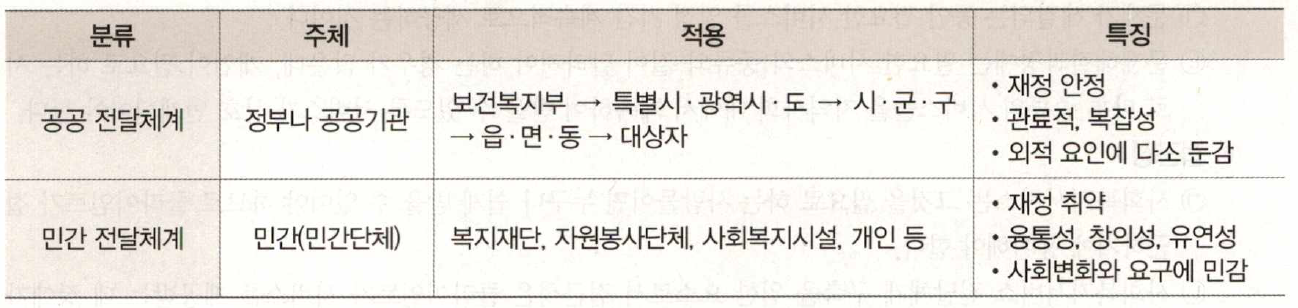 분류 주체 적용 특징
공공 전달체계 정부나 공공기관 보건복지부 → 특별시·광역시·도 → 시·군·구
→ 읍·면·동 → 대상자
• 재정 안정
• 관료적, 복잡성
• 외적 요인에 다소 둔감
민간 전달체계 민간(민간단체) 복지재단, 자원봉사단체, 사회복지시설, 개인 등
• 재정 취약
• 융통성, 창의성, 유연성
• 사회변화와 요구에 민감